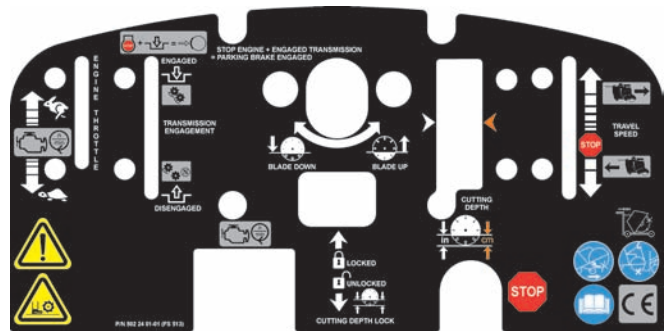 STOP ENGINE + ENGAGED TRANSMISSION
= PARKING BRAKE ENGAGED
ENGINE THROTTLE
ENGAGED
TRANSMISSION
ENGAGEMENT
DISENGAGED
BLADE DOWN
BLADE UP
TRAVEL
SPEED
STOP
CUTTING
DEPTH
in
cm
LOCKED
UNLOCKED
CUTTING DEPTH LOCK
STOP
CE
P/N 502 24 01-01 (FS 513)